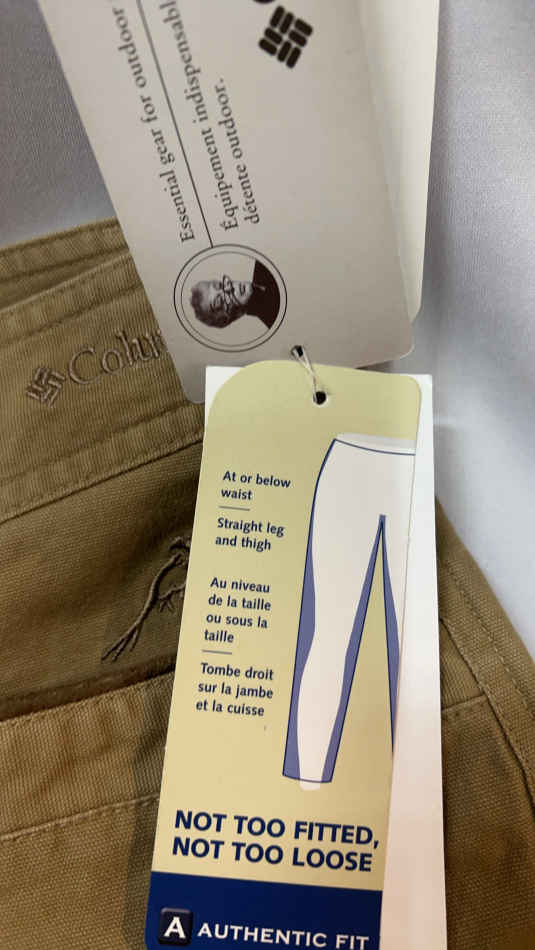 Essential gear for outdoor
Équipement indispensabl
détente outdoor.
At or below
waist
Straight leg
and thigh
Au niveau
de la taille
ou sous la
taille
Tombe droit
sur la jambe
et la cuisse
NOT TOO FITTED,
NOT TOO LOOSE
A AUTHENTIC FIT
Colu